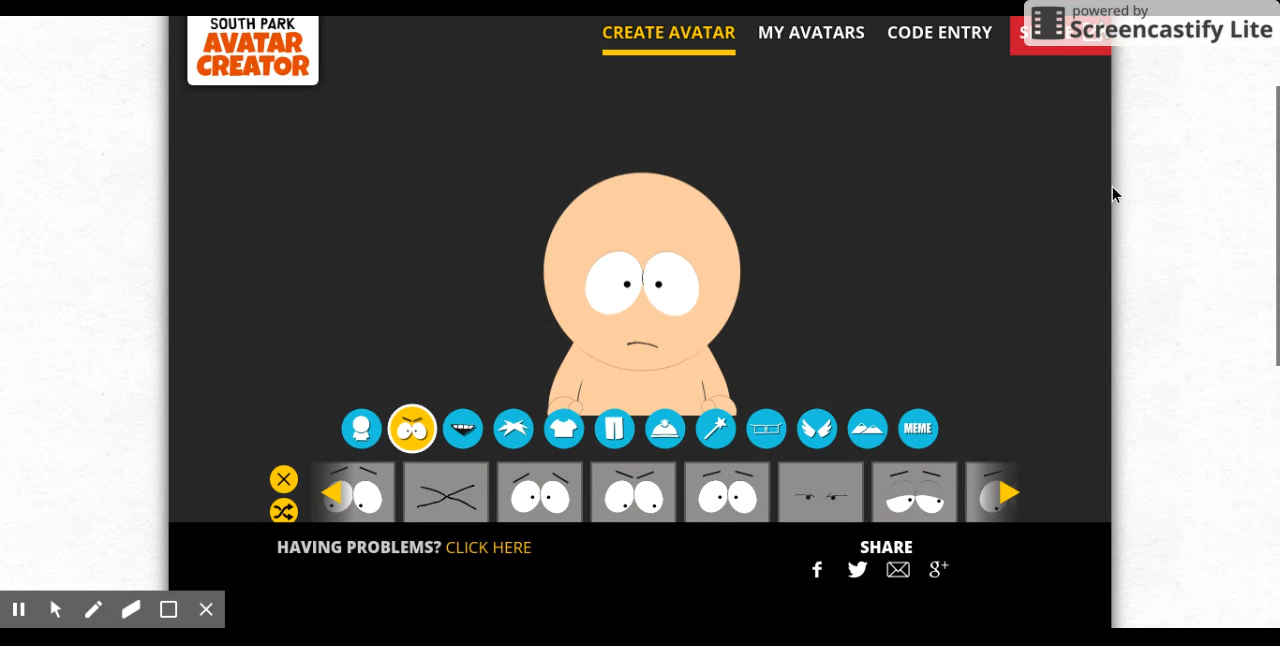 powered by
Screencastify Lite
SOUTH PARK
AVATAR
CREATOR
CREATE AVATAR
MY AVATARS
CODE ENTRY
MEME
HAVING PROBLEMS? CLICK HERE
SHARE
f
g+